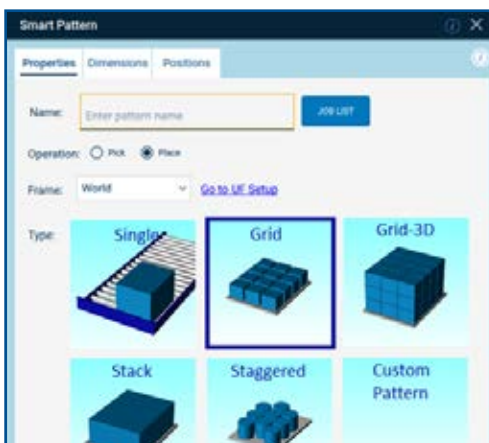 Smart Pattern
Properties Dimensions Positions
Name: Enter pattern name JOB LIST
Operation: Pick Place
Frame: World Go to UF Setup
Type: Single Grid Grid-3D
Stack Staggered Custom
Pattern